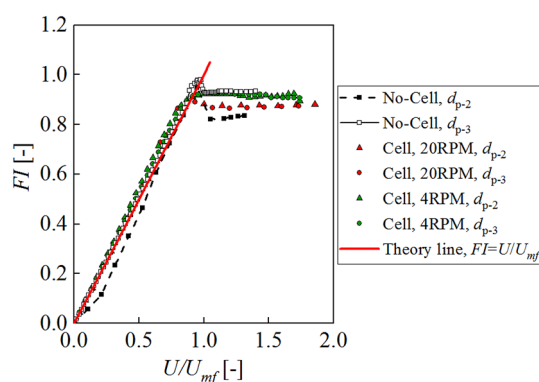 1.2
1.0
0.8
0.6
0.4
0.2
0.0
FI [-]
0.0 0.5 1.0 1.5 2.0
U/Umf [-]
No-Cell, dp-2
No-Cell, dp-3
Cell, 20RPM, dp-2
Cell, 20RPM, dp-3
Cell, 4RPM, dp-2
Cell, 4RPM, dp-3
Theory line, FI=U/Umf